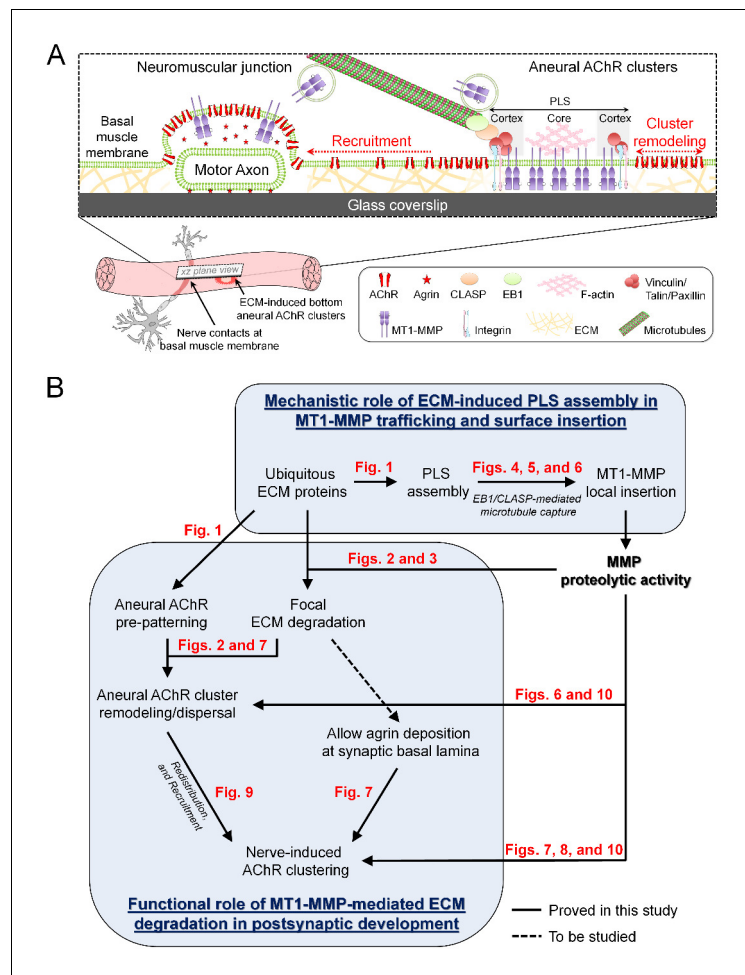 A
Neuromuscular junction
Aneural AChR clusters
PLS
Cortex
Core
Cortex
Basal
muscle
membrane
Recruitment
Cluster
remodeling
Motor Axon
Glass coverslip
xz plane view
ECM-induced bottom
aneural AChR clusters
Nerve contacts at
basal muscle membrane
AChR
Agrin
CLASP
EB1
F-actin
Vinculin/
Talin/Paxillin
MT1-MMP
Integrin
ECM
Microtubules
B
Mechanistic role of ECM-induced PLS assembly in
MT1-MMP trafficking and surface insertion
Ubiquitous
ECM proteins
Fig. 1
PLS
assembly
Figs. 4, 5, and 6
EB1/CLASP-mediated
microtubule capture
MT1-MMP
local insertion
Fig. 1
Figs. 2 and 3
MMP
proteolytic activity
Aneural AChR
pre-patterning
Focal
ECM degradation
Figs. 2 and 7
Aneural AChR cluster
remodeling/dispersal
Figs. 6 and 10
Allow agrin deposition
at synaptic basal lamina
Redistribution,
and Recruitment
Fig. 9
Fig. 7
Nerve-induced
AChR clustering
Figs. 7, 8, and 10
Functional role of MT1-MMP-mediated ECM
degradation in postsynaptic development
Proved in this study
To be studied